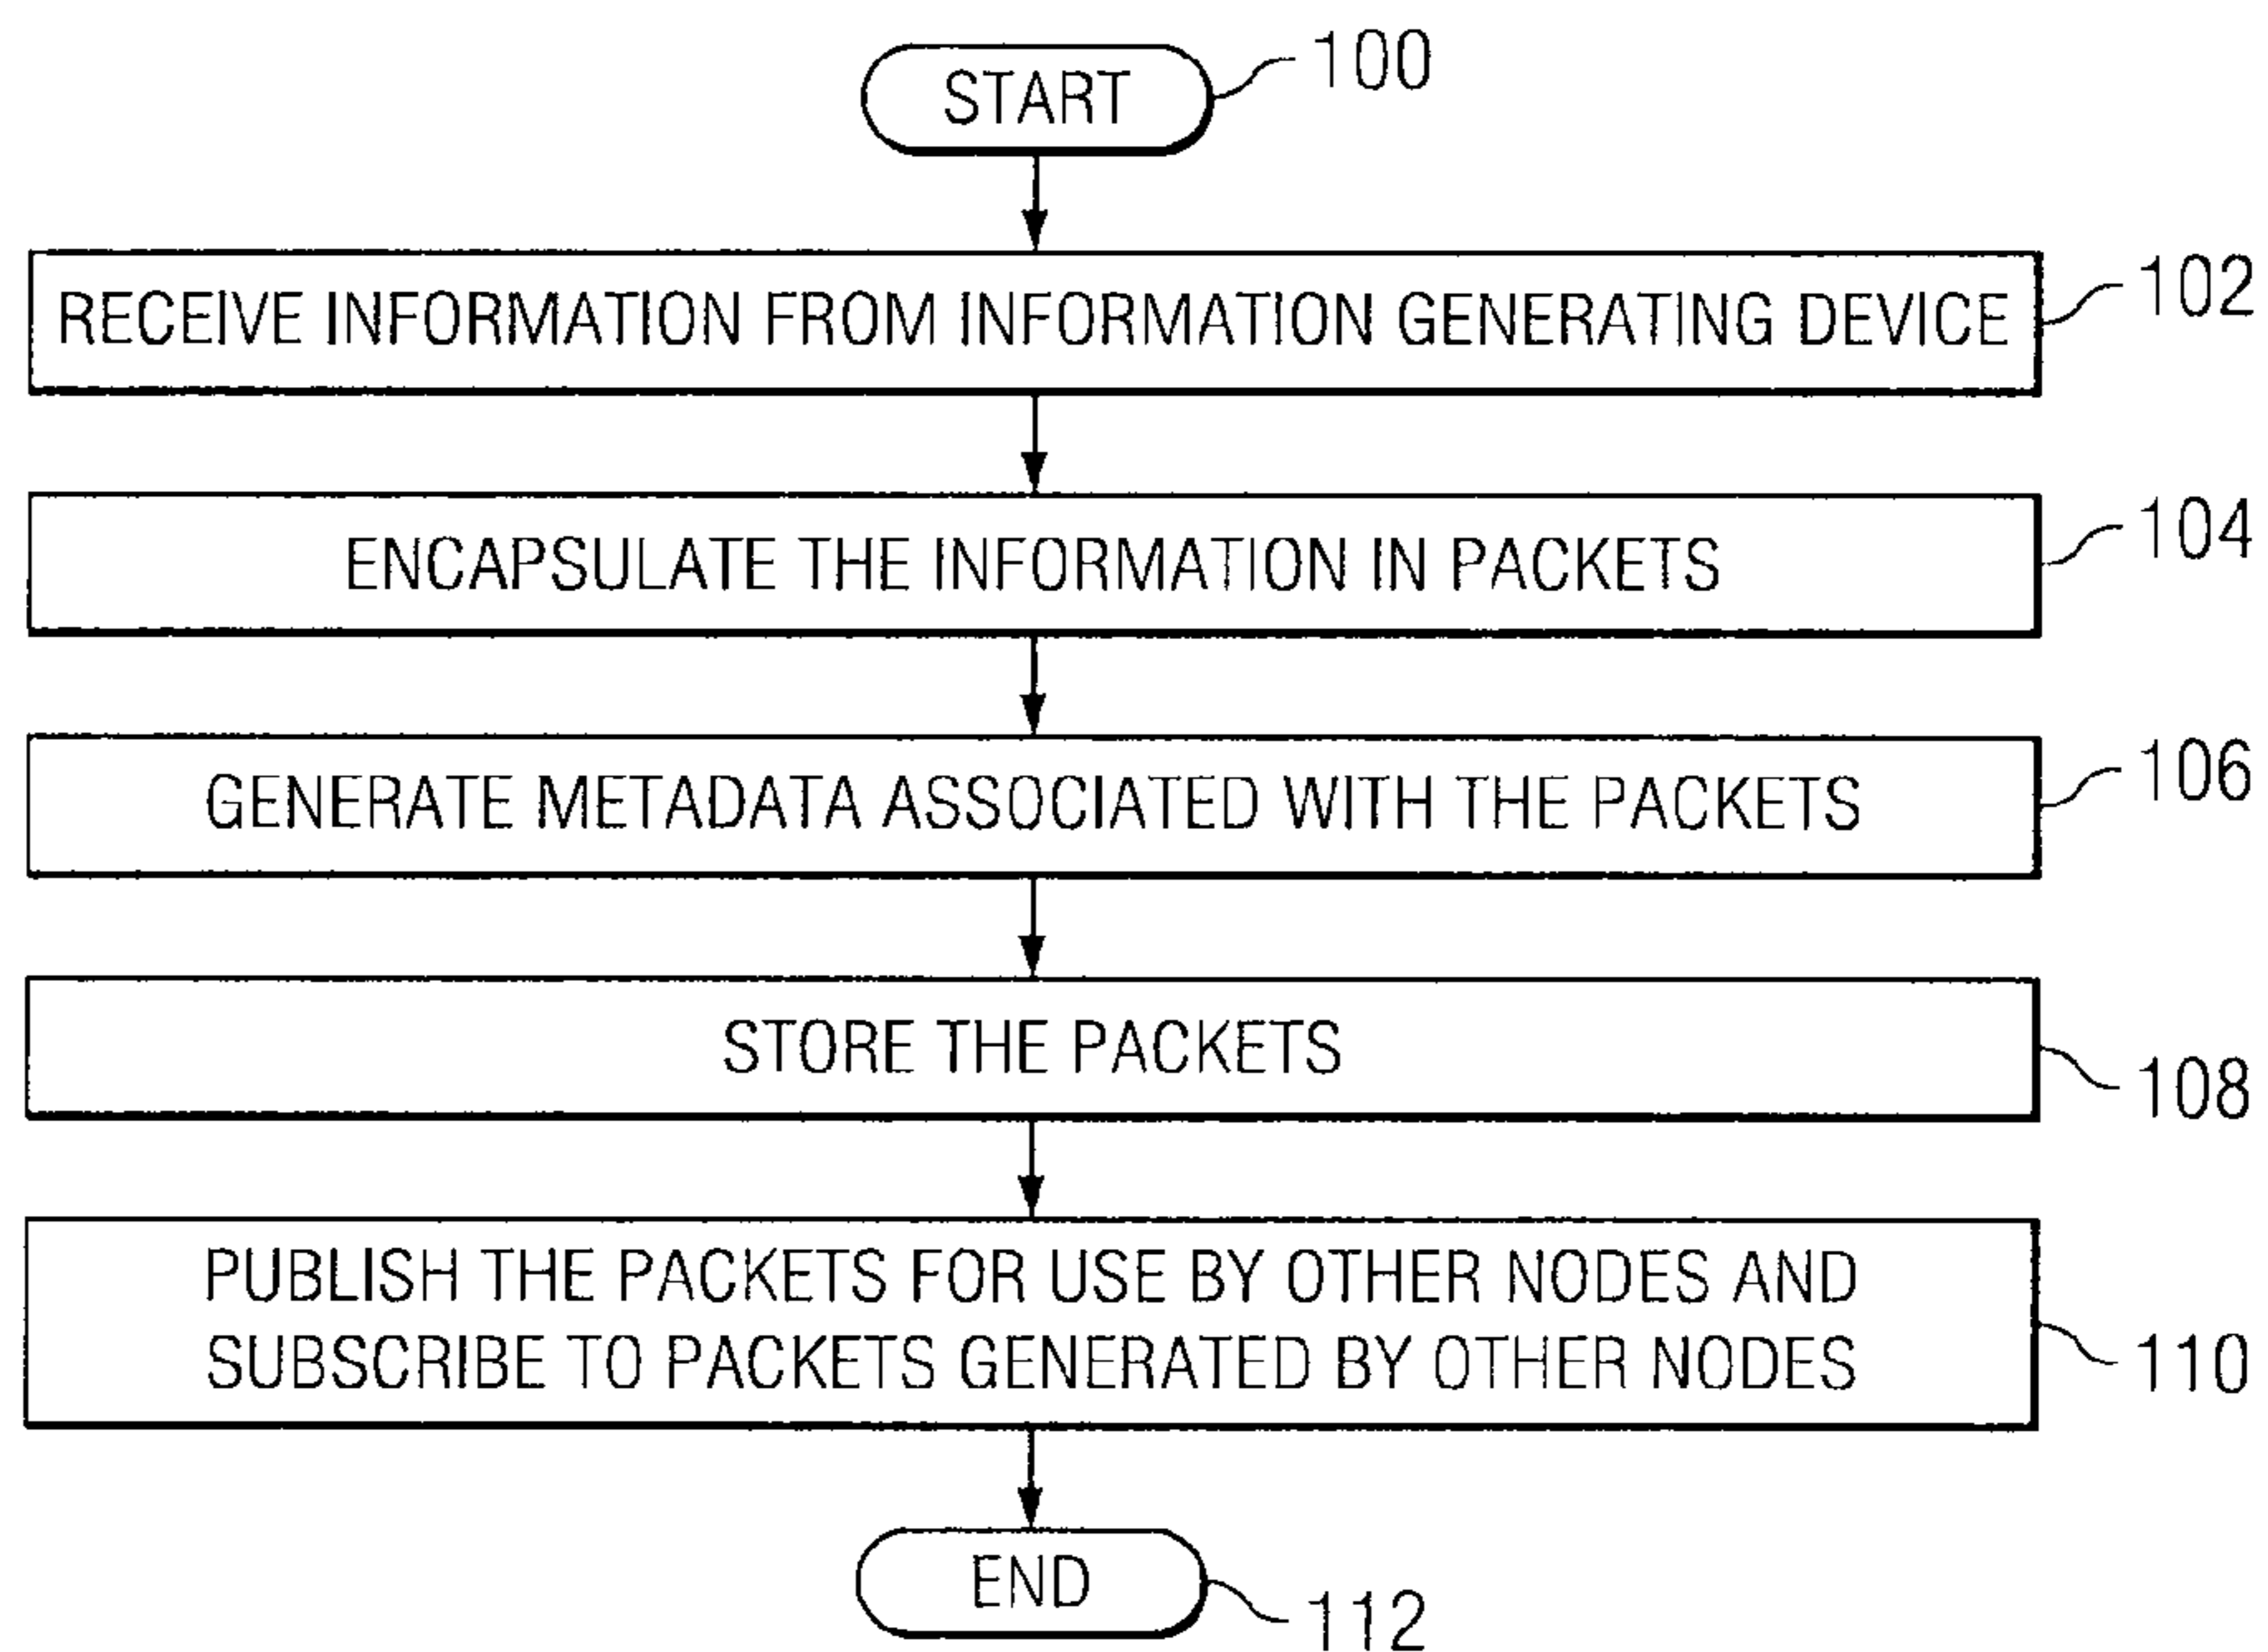 START
100
RECEIVE INFORMATION FROM INFORMATION GENERATING DEVICE
102
ENCAPSULATE THE INFORMATION IN PACKETS
104
GENERATE METADATA ASSOCIATED WITH THE PACKETS
106
STORE THE PACKETS
108
PUBLISH THE PACKETS FOR USE BY OTHER NODES AND
SUBSCRIBE TO PACKETS GENERATED BY OTHER NODES
110
END
112